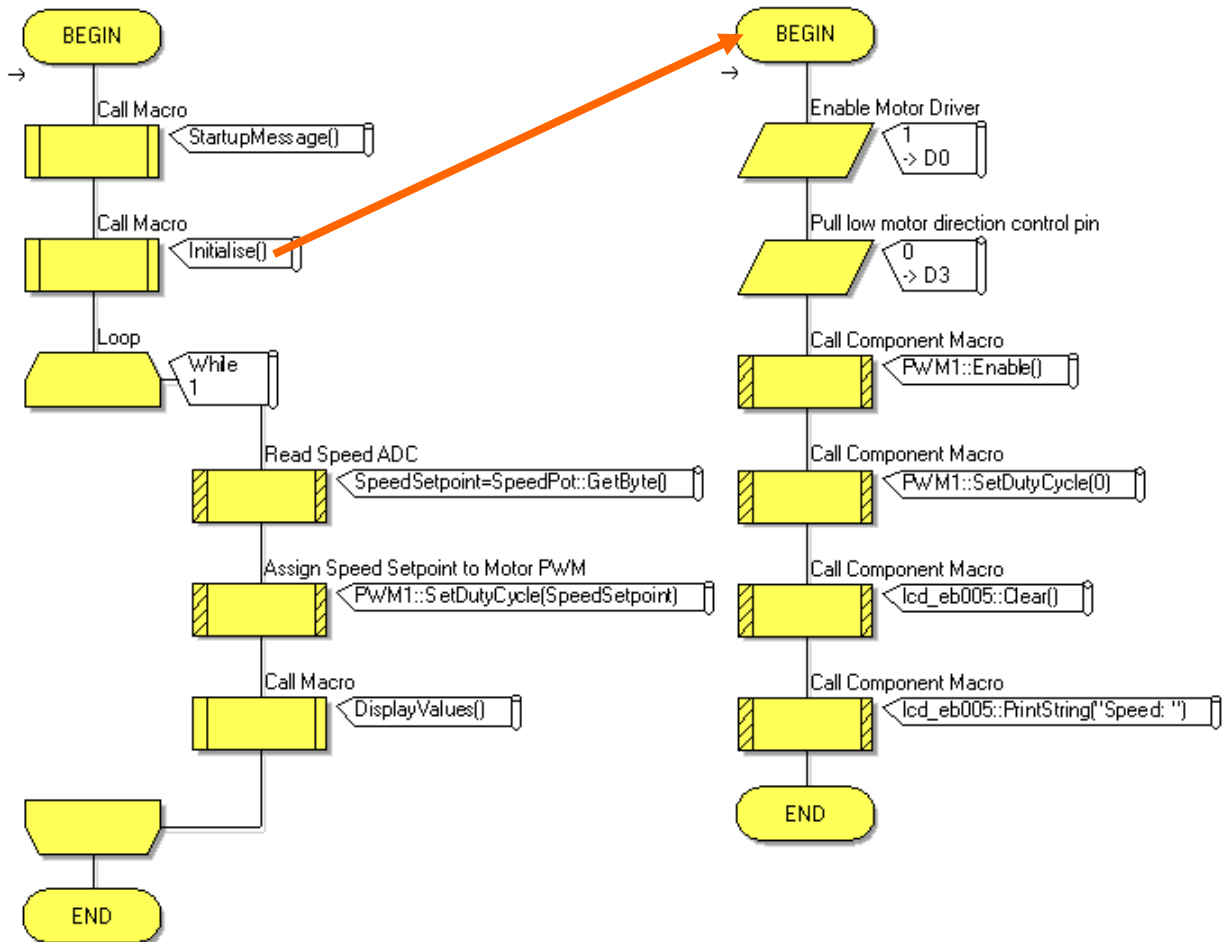 BEGIN
Call Macro
StartupMessage()
Call Macro
Initialise()
Loop
While
1
Read Speed ADC
SpeedSetpoint=SpeedPot::GetByte()
Assign Speed Setpoint to Motor PWM
PWM1::SetDutyCycle(SpeedSetpoint)
Call Macro
DisplayValues()
END
BEGIN
Enable Motor Driver
1
-> D0
Pull low motor direction control pin
0
-> D3
Call Component Macro
PWM1::Enable()
Call Component Macro
PWM1::SetDutyCycle(0)
Call Component Macro
lcd_eb005::Clear()
Call Component Macro
lcd_eb005::PrintString("Speed: ")
END